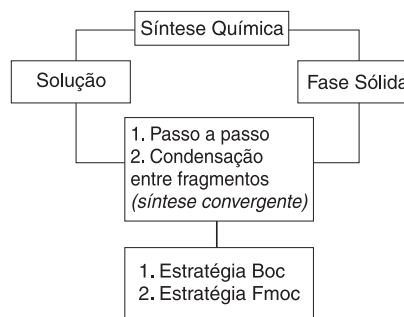 Síntese Química
Solução
Fase Sólida
1. Passo a passo
2. Condensação
entre fragmentos
(síntese convergente)
1. Estratégia Boc
2. Estratégia Fmoc